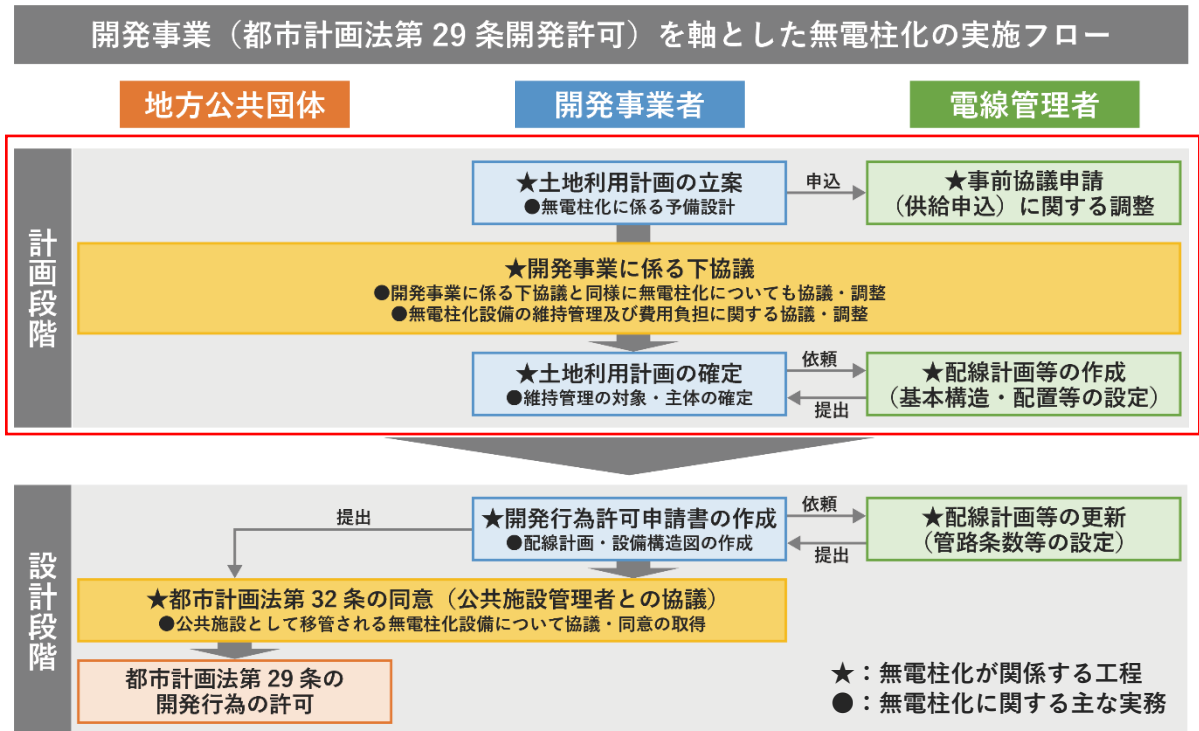 開発事業（都市計画法第 29 条開発許可）を軸とした無電柱化の実施フロー
地方公共団体
開発事業者
電線管理者
計画段階
★土地利用計画の立案
●無電柱化に係る予備設計
申込
★事前協議申請
（供給申込）に関する調整
★開発事業に係る下協議
●開発事業に係る下協議と同様に無電柱化についても協議・調整
●無電柱化設備の維持管理及び費用負担に関する協議・調整
★土地利用計画の確定
●維持管理の対象・主体の確定
依頼
提出
★配線計画等の作成
（基本構造・配置等の設定）
設計段階
提出
★開発行為許可申請書の作成
●配線計画・設備構造図の作成
依頼
提出
★配線計画等の更新
（管路条数等の設定）
★都市計画法第 32 条の同意（公共施設管理者との協議）
●公共施設として移管される無電柱化設備について協議・同意の取得
都市計画法第 29 条の
開発行為の許可
★：無電柱化が関係する工程
●：無電柱化に関する主な実務